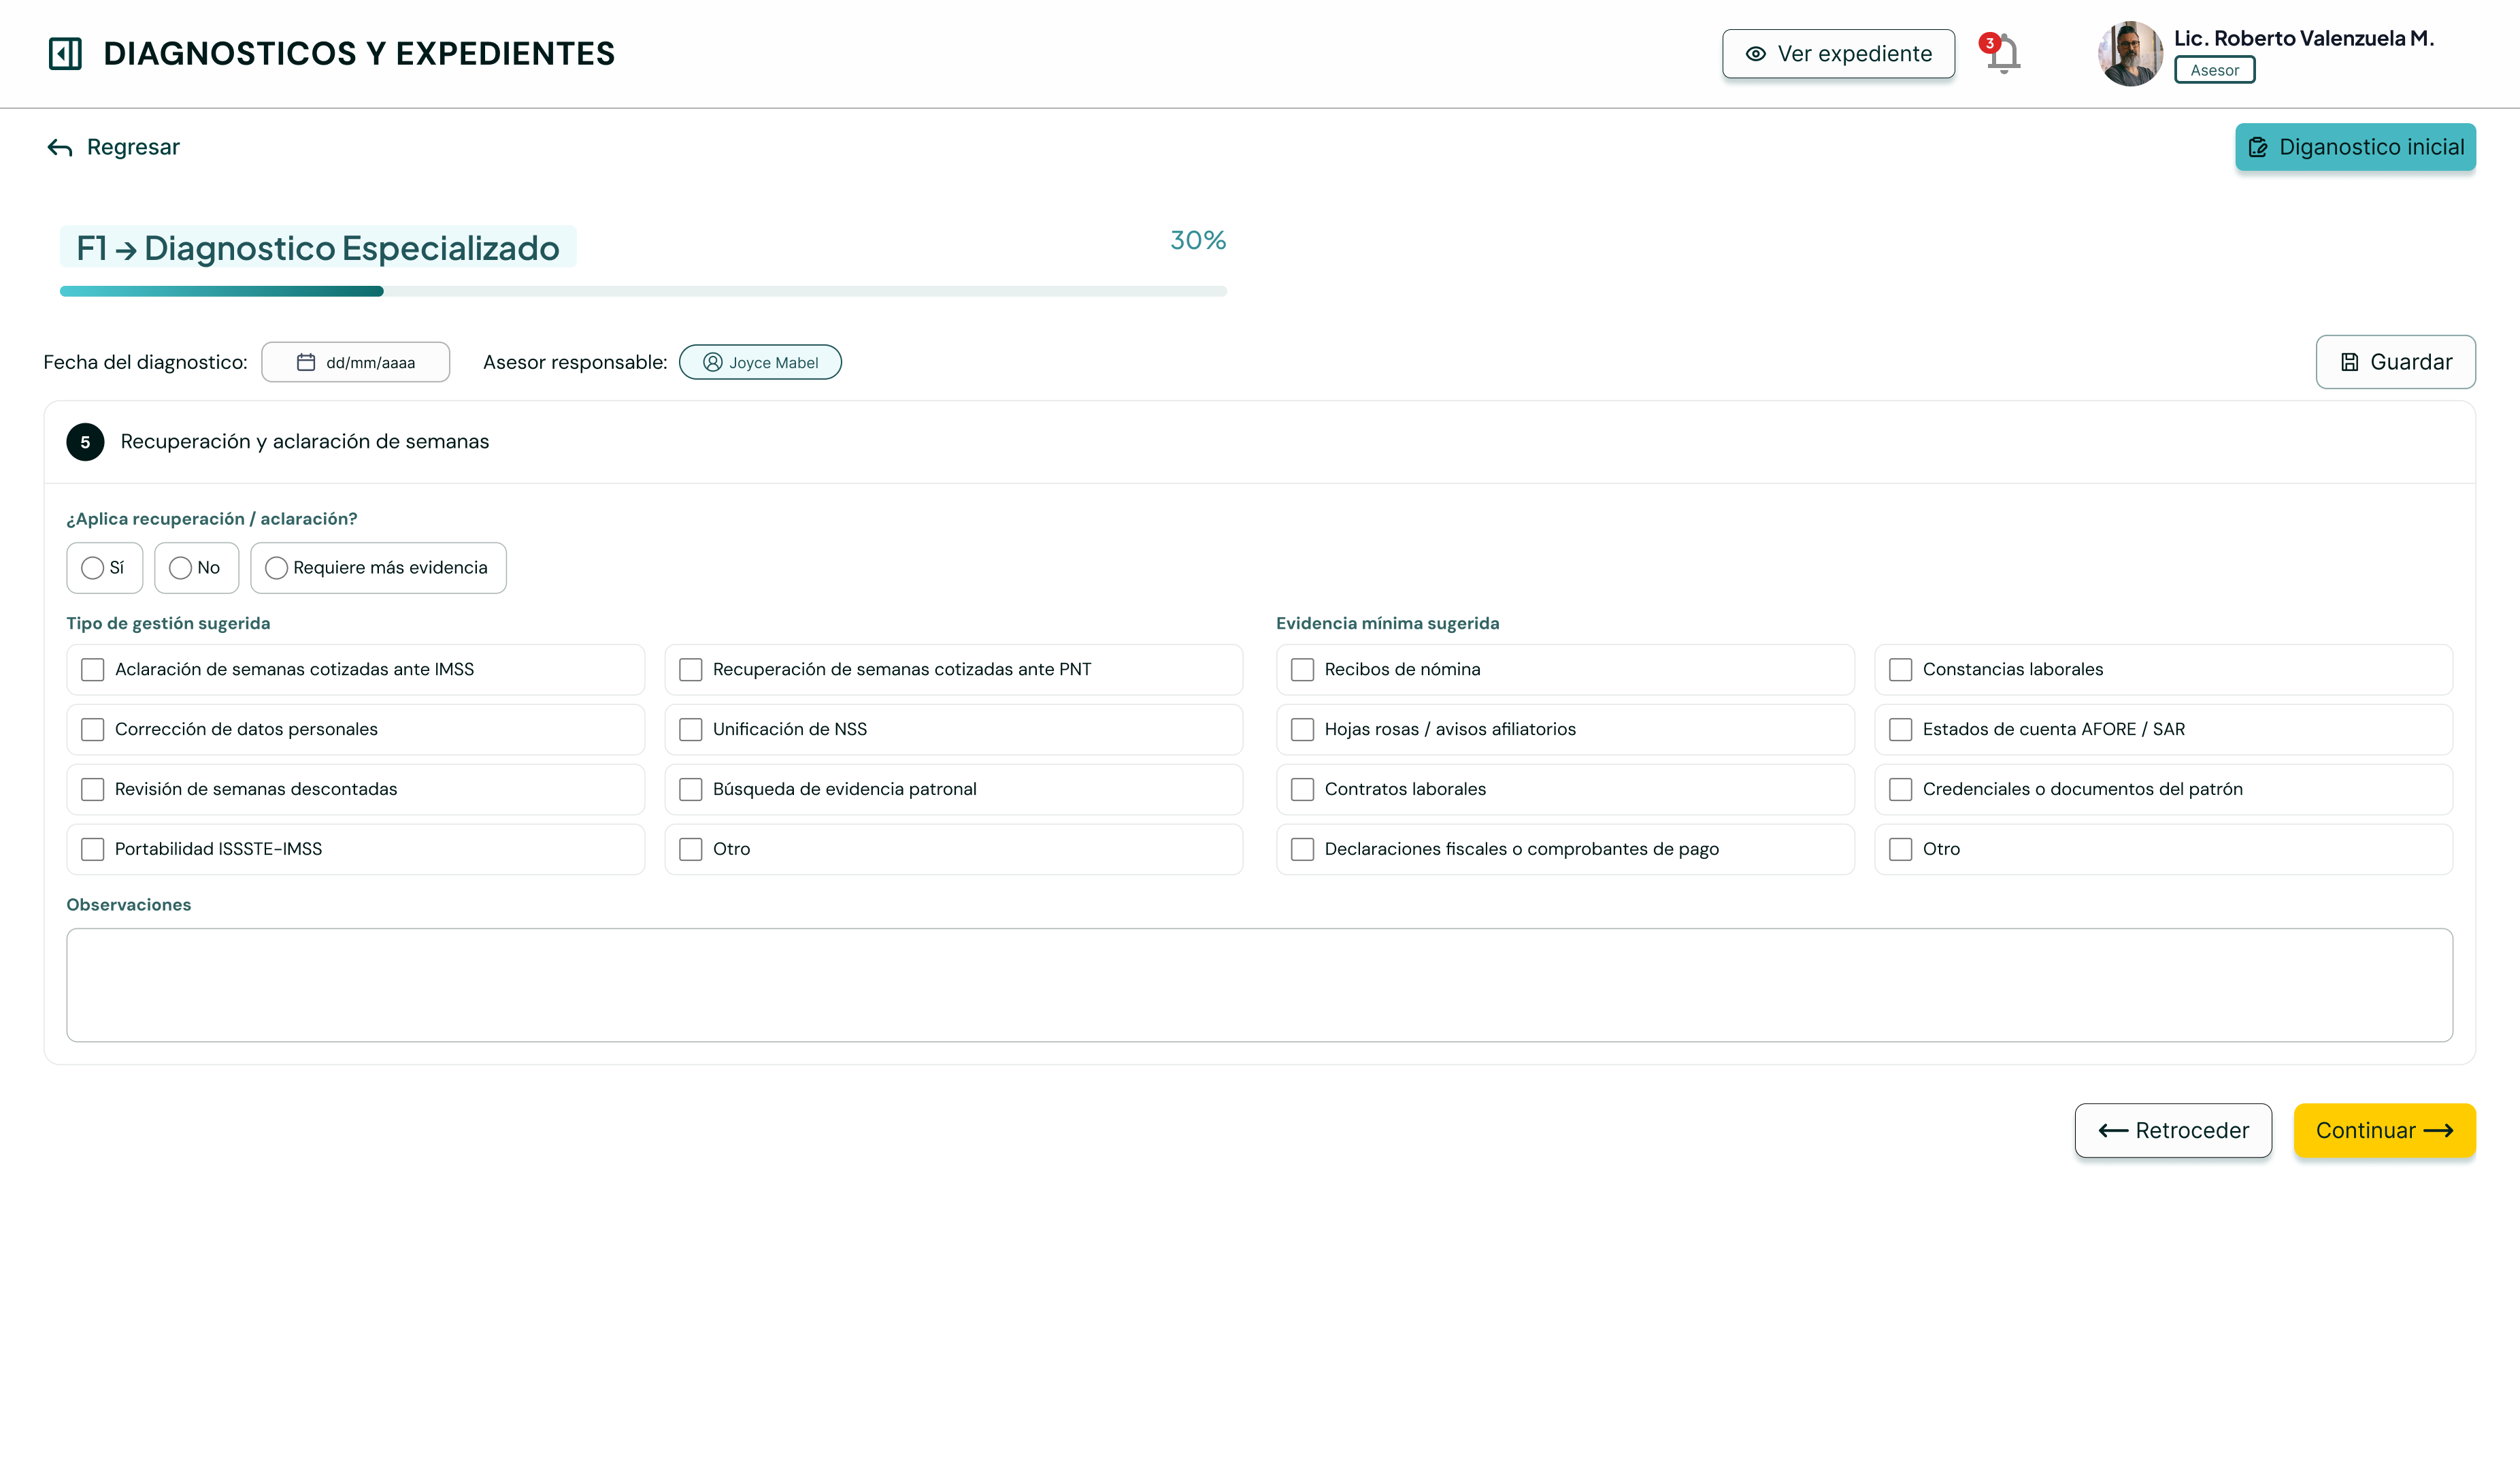 DIAGNOSTICOS Y EXPEDIENTES
Ver expediente
3
Lic. Roberto Valenzuela M.
Asesor
Regresar
Diganostico inicial
F1 → Diagnostico Especializado
30%
Fecha del diagnostico:
dd/mm/aaaa
Asesor responsable:
Joyce Mabel
Guardar
5
Recuperación y aclaración de semanas
¿Aplica recuperación / aclaración?
Sí
No
Requiere más evidencia
Tipo de gestión sugerida
Aclaración de semanas cotizadas ante IMSS
Recuperación de semanas cotizadas ante PNT
Corrección de datos personales
Unificación de NSS
Revisión de semanas descontadas
Búsqueda de evidencia patronal
Portabilidad ISSSTE-IMSS
Otro
Evidencia mínima sugerida
Recibos de nómina
Constancias laborales
Hojas rosas / avisos afiliatorios
Estados de cuenta AFORE / SAR
Contratos laborales
Credenciales o documentos del patrón
Declaraciones fiscales o comprobantes de pago
Otro
Observaciones
← Retroceder
Continuar →